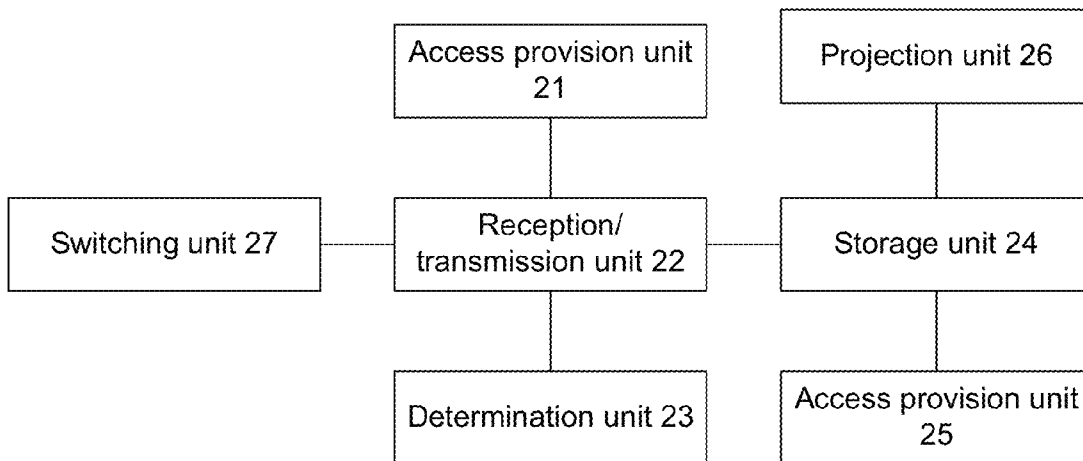 Access provision unit
21
Projection unit 26
Switching unit 27
Reception/
transmission unit 22
Storage unit 24
Determination unit 23
Access provision unit
25